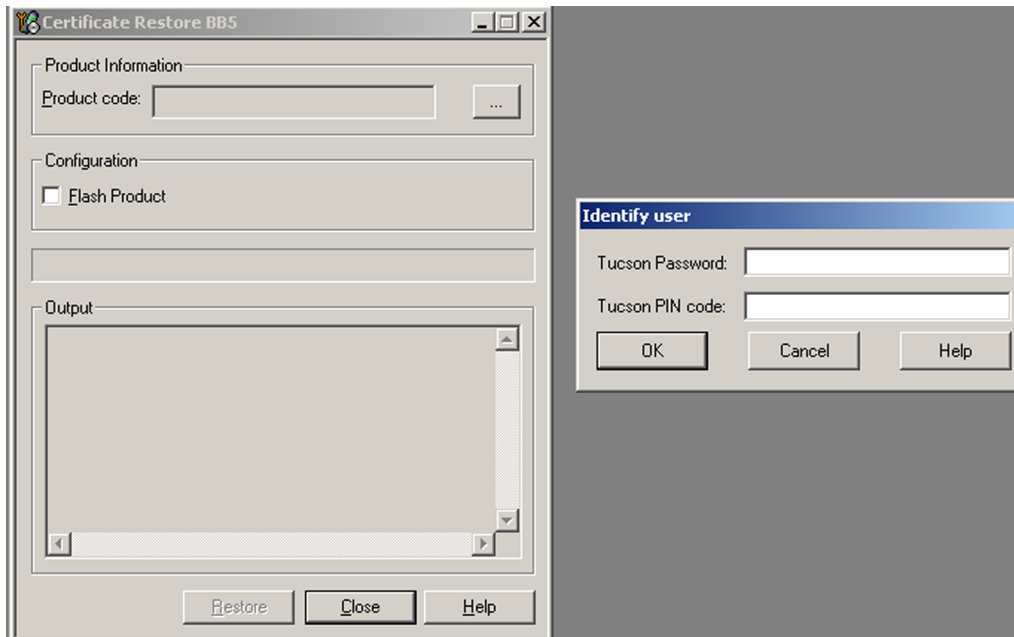 Certificate Restore BB5
Product Information
Product code:
...
Configuration
Flash Product
Output
Restore
Close
Help
Identify user
Tucson Password:
Tucson PIN code:
OK
Cancel
Help